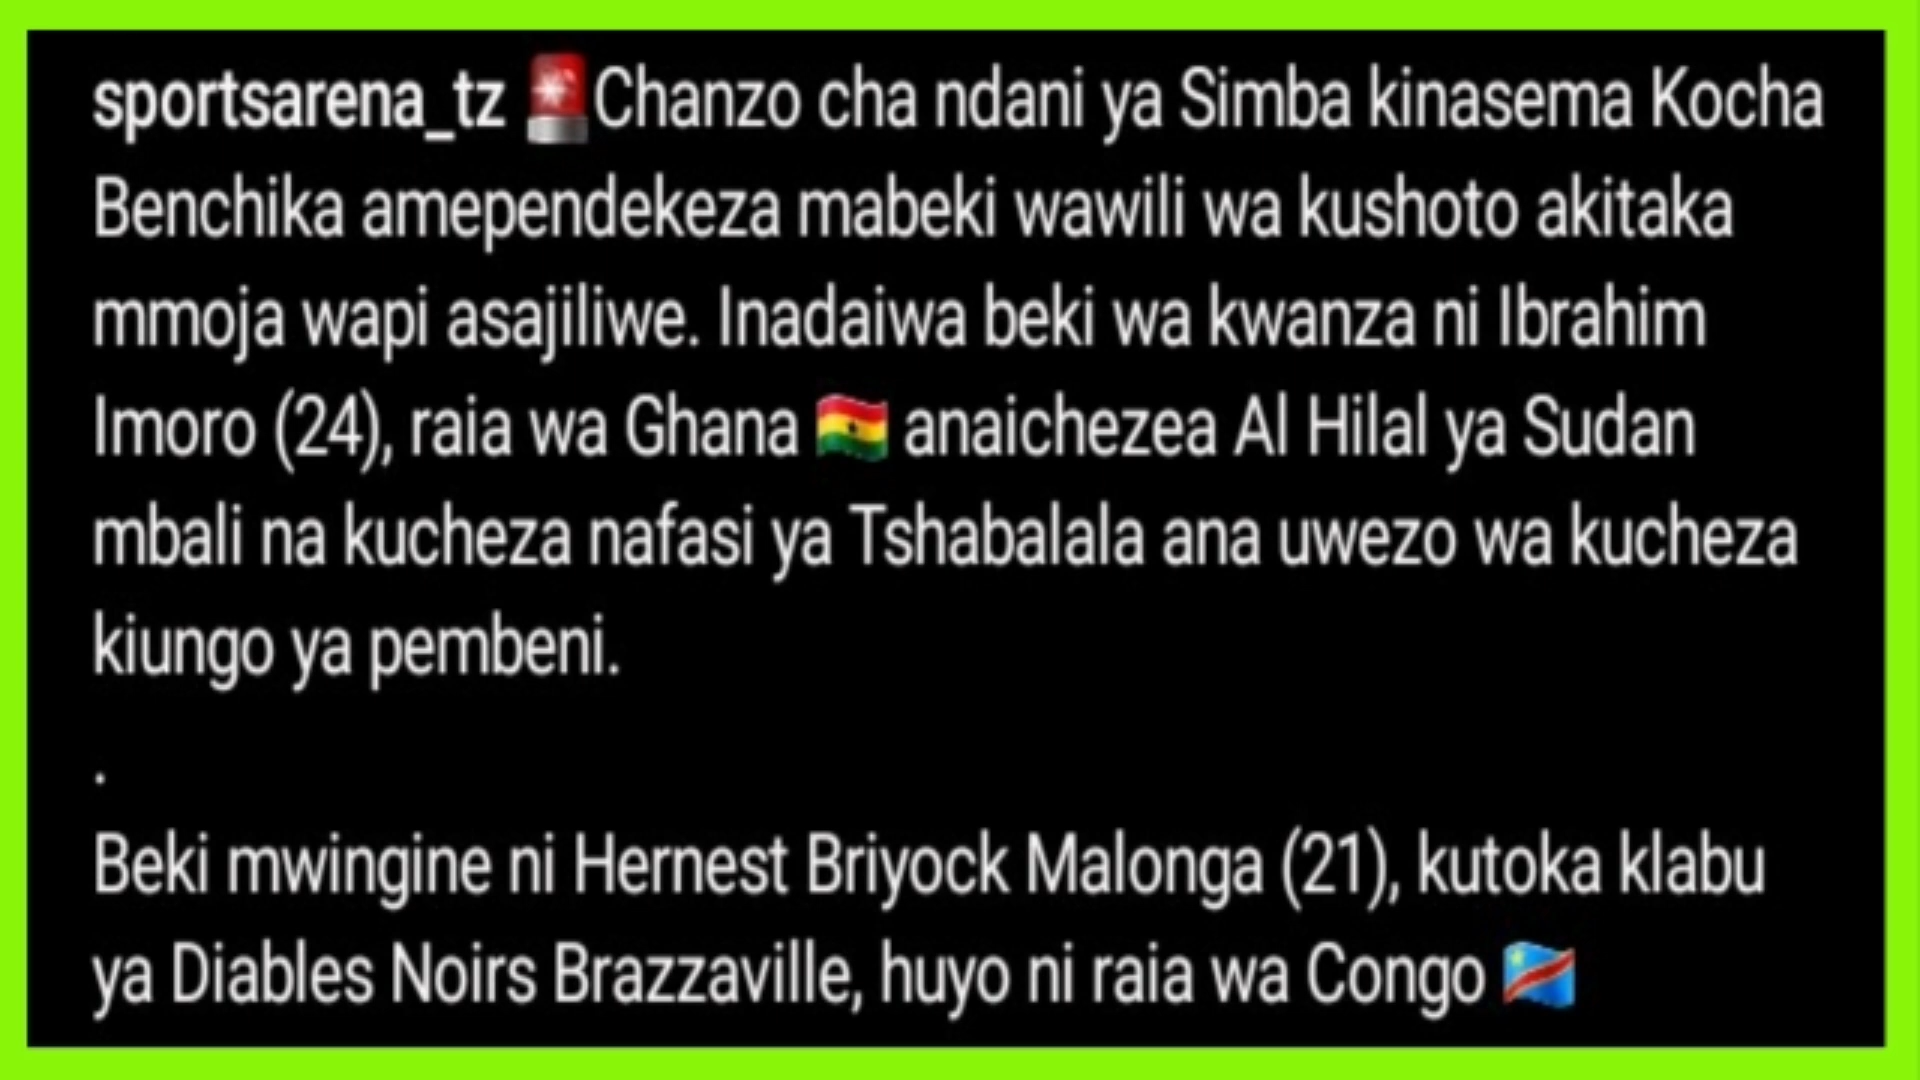 sportsarena_tz 🚨Chanzo cha ndani ya Simba kinasema Kocha
Benchika amependekeza mabeki wawili wa kushoto akitaka
mmoja wapi asajiliwe. Inadaiwa beki wa kwanza ni Ibrahim
Imoro (24), raia wa Ghana 🇬🇭 anaichezea Al Hilal ya Sudan
mbali na kucheza nafasi ya Tshabalala ana uwezo wa kucheza
kiungo ya pembeni.
.
Beki mwingine ni Hernest Briyock Malonga (21), kutoka klabu
ya Diables Noirs Brazzaville, huyo ni raia wa Congo 🇨🇩